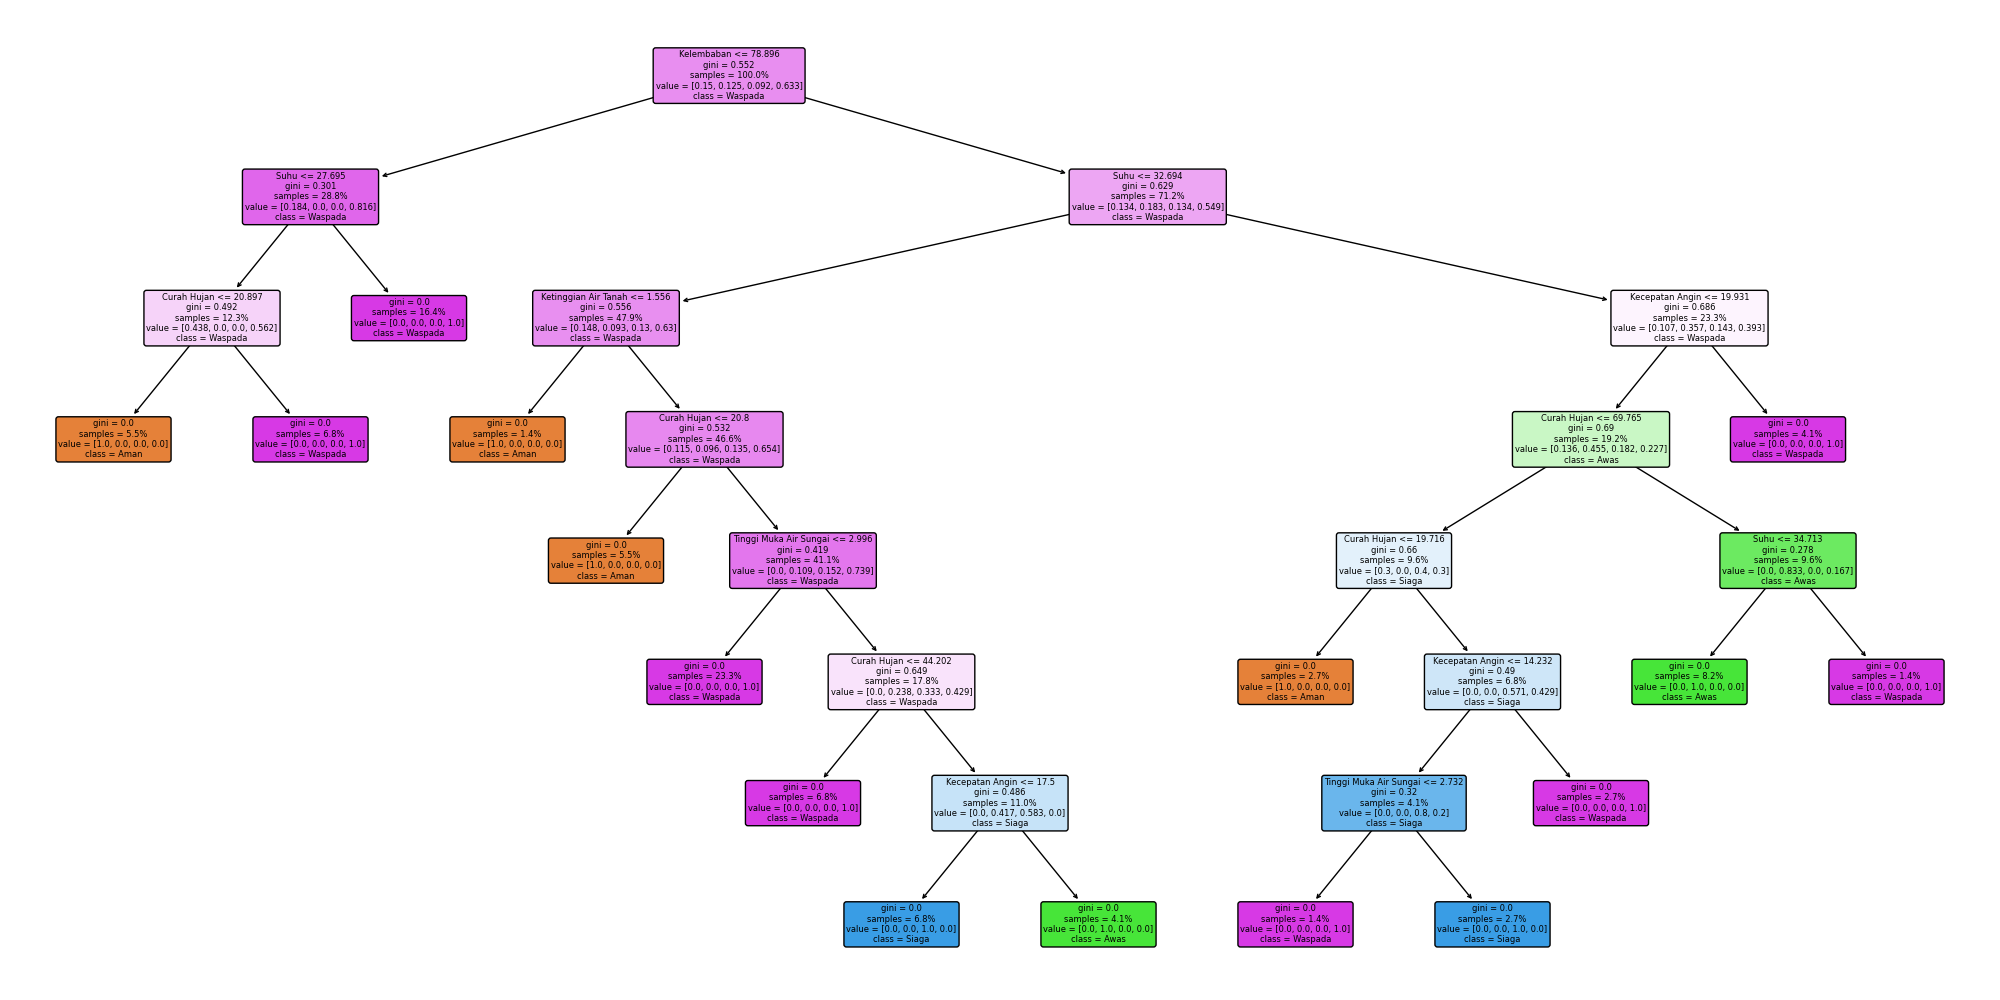 Kelembaban <= 78.896
gini = 0.552
samples = 100.0%
value = [0.15, 0.125, 0.092, 0.633]
class = Waspada
Suhu <= 27.695
gini = 0.301
samples = 28.8%
value = [0.184, 0.0, 0.0, 0.816]
class = Waspada
Suhu <= 32.694
gini = 0.629
samples = 71.2%
value = [0.134, 0.183, 0.134, 0.549]
class = Waspada
Curah Hujan <= 20.897
gini = 0.492
samples = 12.3%
value = [0.438, 0.0, 0.0, 0.562]
class = Waspada
gini = 0.0
samples = 16.4%
value = [0.0, 0.0, 0.0, 1.0]
class = Waspada
Ketinggian Air Tanah <= 1.556
gini = 0.556
samples = 47.9%
value = [0.148, 0.093, 0.13, 0.63]
class = Waspada
Kecepatan Angin <= 19.931
gini = 0.686
samples = 23.3%
value = [0.107, 0.357, 0.143, 0.393]
class = Waspada
gini = 0.0
samples = 5.5%
value = [1.0, 0.0, 0.0, 0.0]
class = Aman
gini = 0.0
samples = 6.8%
value = [0.0, 0.0, 0.0, 1.0]
class = Waspada
gini = 0.0
samples = 1.4%
value = [1.0, 0.0, 0.0, 0.0]
class = Aman
Curah Hujan <= 20.8
gini = 0.532
samples = 46.6%
value = [0.115, 0.096, 0.135, 0.654]
class = Waspada
Curah Hujan <= 69.765
gini = 0.69
samples = 19.2%
value = [0.136, 0.455, 0.182, 0.227]
class = Awas
gini = 0.0
samples = 4.1%
value = [0.0, 0.0, 0.0, 1.0]
class = Waspada
gini = 0.0
samples = 5.5%
value = [1.0, 0.0, 0.0, 0.0]
class = Aman
Tinggi Muka Air Sungai <= 2.996
gini = 0.419
samples = 41.1%
value = [0.0, 0.109, 0.152, 0.739]
class = Waspada
Curah Hujan <= 19.716
gini = 0.66
samples = 9.6%
value = [0.3, 0.0, 0.4, 0.3]
class = Siaga
Suhu <= 34.713
gini = 0.278
samples = 9.6%
value = [0.0, 0.833, 0.0, 0.167]
class = Awas
gini = 0.0
samples = 23.3%
value = [0.0, 0.0, 0.0, 1.0]
class = Waspada
Curah Hujan <= 44.202
gini = 0.649
samples = 17.8%
value = [0.0, 0.238, 0.333, 0.429]
class = Waspada
gini = 0.0
samples = 2.7%
value = [1.0, 0.0, 0.0, 0.0]
class = Aman
Kecepatan Angin <= 14.232
gini = 0.49
samples = 6.8%
value = [0.0, 0.0, 0.571, 0.429]
class = Siaga
gini = 0.0
samples = 8.2%
value = [0.0, 1.0, 0.0, 0.0]
class = Awas
gini = 0.0
samples = 1.4%
value = [0.0, 0.0, 0.0, 1.0]
class = Waspada
gini = 0.0
samples = 6.8%
value = [0.0, 0.0, 0.0, 1.0]
class = Waspada
Kecepatan Angin <= 17.5
gini = 0.486
samples = 11.0%
value = [0.0, 0.417, 0.583, 0.0]
class = Siaga
Tinggi Muka Air Sungai <= 2.732
gini = 0.32
samples = 4.1%
value = [0.0, 0.0, 0.8, 0.2]
class = Siaga
gini = 0.0
samples = 2.7%
value = [0.0, 0.0, 0.0, 1.0]
class = Waspada
gini = 0.0
samples = 6.8%
value = [0.0, 0.0, 1.0, 0.0]
class = Siaga
gini = 0.0
samples = 4.1%
value = [0.0, 1.0, 0.0, 0.0]
class = Awas
gini = 0.0
samples = 1.4%
value = [0.0, 0.0, 0.0, 1.0]
class = Waspada
gini = 0.0
samples = 2.7%
value = [0.0, 0.0, 1.0, 0.0]
class = Siaga